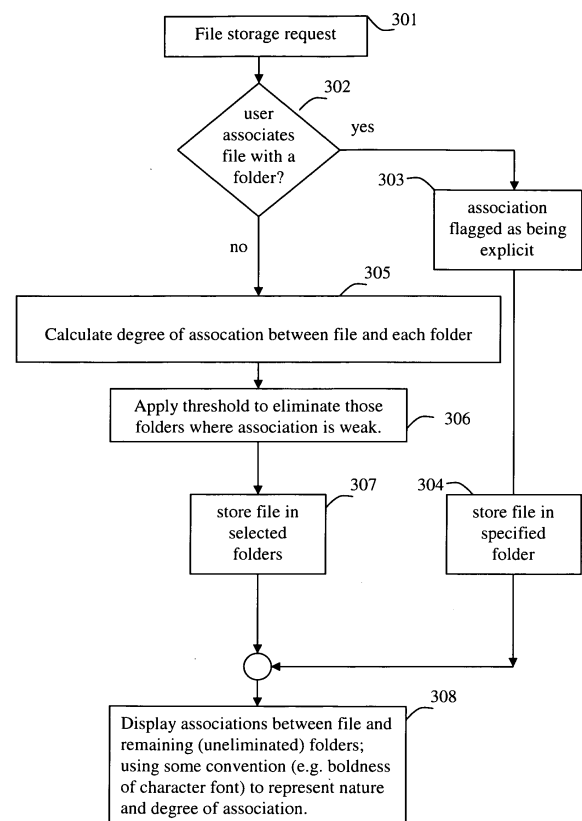 301
File storage request
302
user
associates
file with a
folder?
yes
303
association
flagged as being
explicit
no
305
Calculate degree of assocation between file and each folder
Apply threshold to eliminate those
folders where association is weak.
306
307
store file in
selected
folders
304
store file in
specified
folder
308
Display associations between file and
remaining (uneliminated) folders;
using some convention (e.g. boldness
of character font) to represent nature
and degree of association.